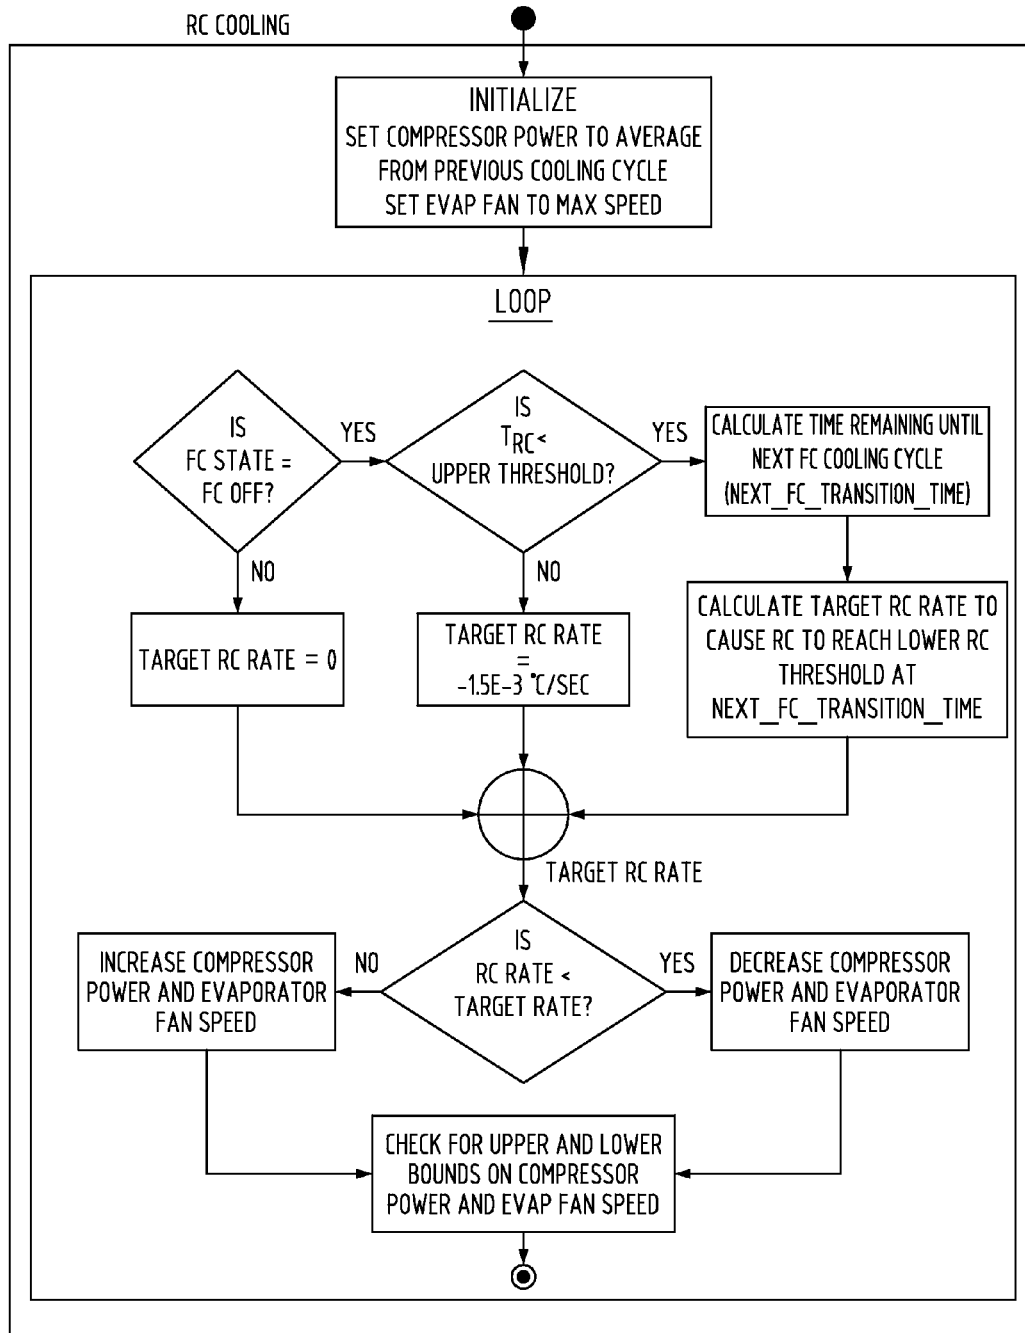 RC COOLING
INITIALIZE
SET COMPRESSOR POWER TO AVERAGE
FROM PREVIOUS COOLING CYCLE
SET EVAP FAN TO MAX SPEED
LOOP
IS
FC STATE =
FC OFF?
YES
IS
TRC<
UPPER THRESHOLD?
YES
CALCULATE TIME REMAINING UNTIL
NEXT FC COOLING CYCLE
(NEXT_FC_TRANSITION_TIME)
NO
NO
TARGET RC RATE = 0
TARGET RC RATE
=
-1.5E-3 °C/SEC
CALCULATE TARGET RC RATE TO
CAUSE RC TO REACH LOWER RC
THRESHOLD AT
NEXT_FC_TRANSITION_TIME
TARGET RC RATE
INCREASE COMPRESSOR
POWER AND EVAPORATOR
FAN SPEED
NO
IS
RC RATE <
TARGET RATE?
YES
DECREASE COMPRESSOR
POWER AND EVAPORATOR
FAN SPEED
CHECK FOR UPPER AND LOWER
BOUNDS ON COMPRESSOR
POWER AND EVAP FAN SPEED